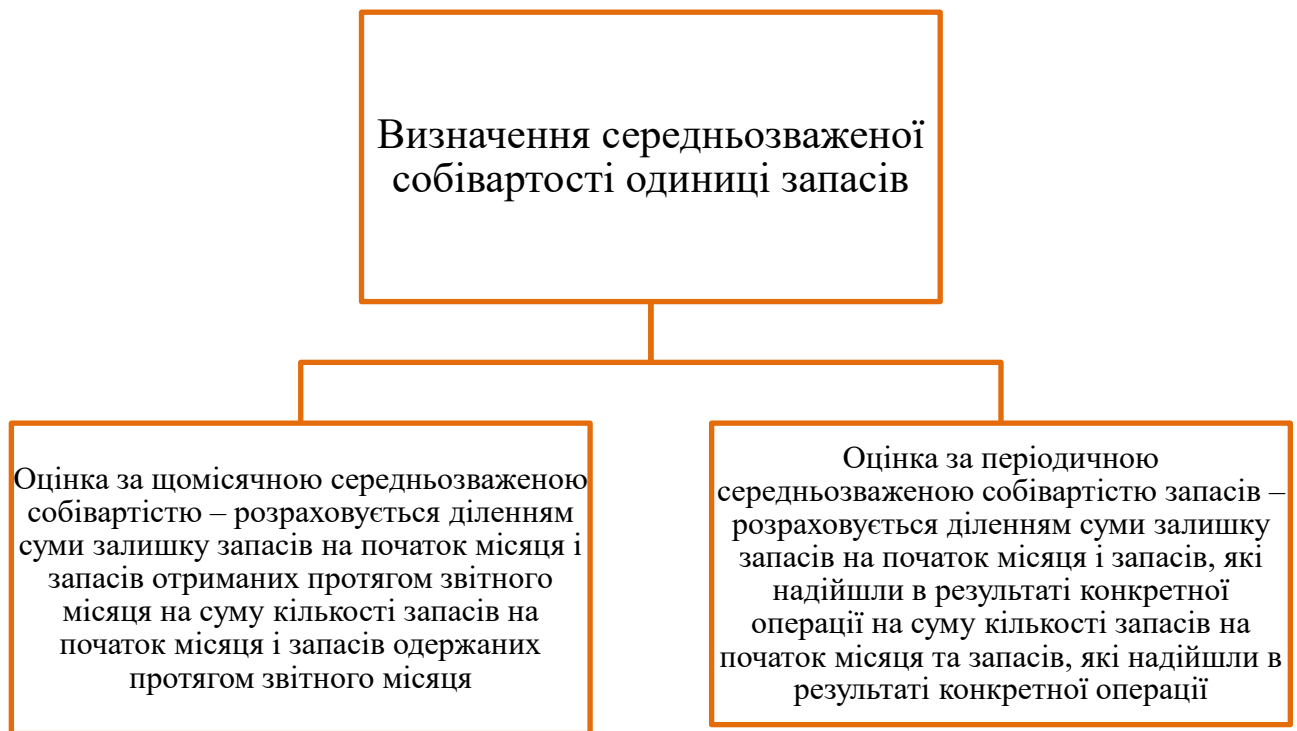 Визначення середньозваженої
собівартості одиниці запасів
Оцінка за щомісячною середньозваженою
собівартістю – розраховується діленням
суми залишку запасів на початок місяця і
запасів отриманих протягом звітного
місяця на суму кількості запасів на
початок місяця і запасів одержаних
протягом звітного місяця
Оцінка за періодичною
середньозваженою собівартістю запасів –
розраховується діленням суми залишку
запасів на початок місяця і запасів, які
надійшли в результаті конкретної
операції на суму кількості запасів на
початок місяця та запасів, які надійшли в
результаті конкретної операції